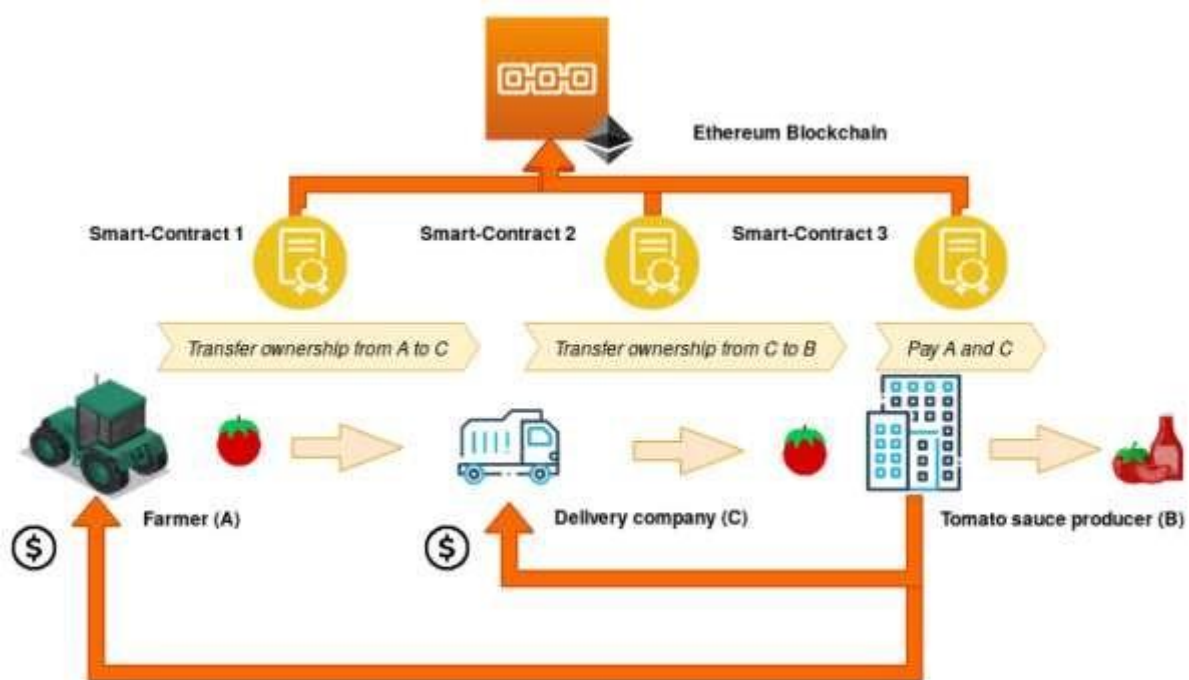 Ethereum Blockchain
Smart-Contract 1
Smart-Contract 2
Smart-Contract 3
Transfer ownership from A to C
Transfer ownership from C to B
Pay A and C
Farmer (A)
Delivery company (C)
Tomato sauce producer (B)
$
$